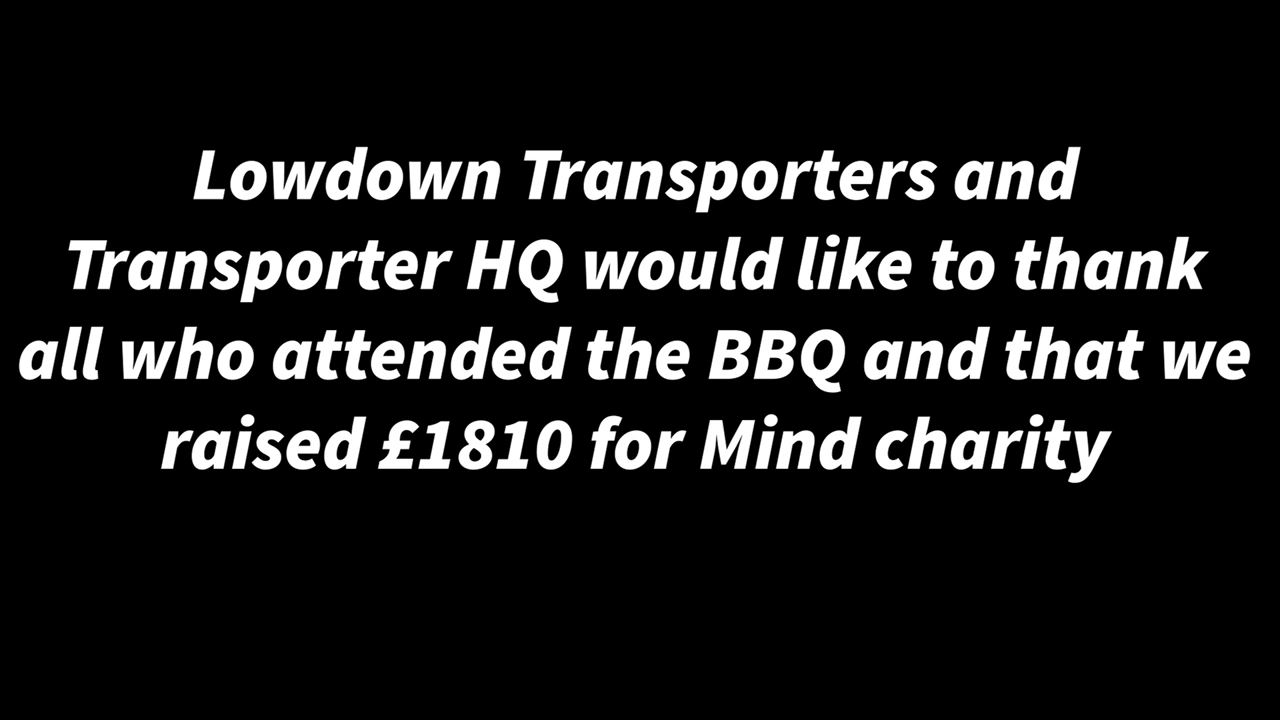 Lowdown Transporters and
Transporter HQ would like to thank
all who attended the BBQ and that we
raised £1810 for Mind charity